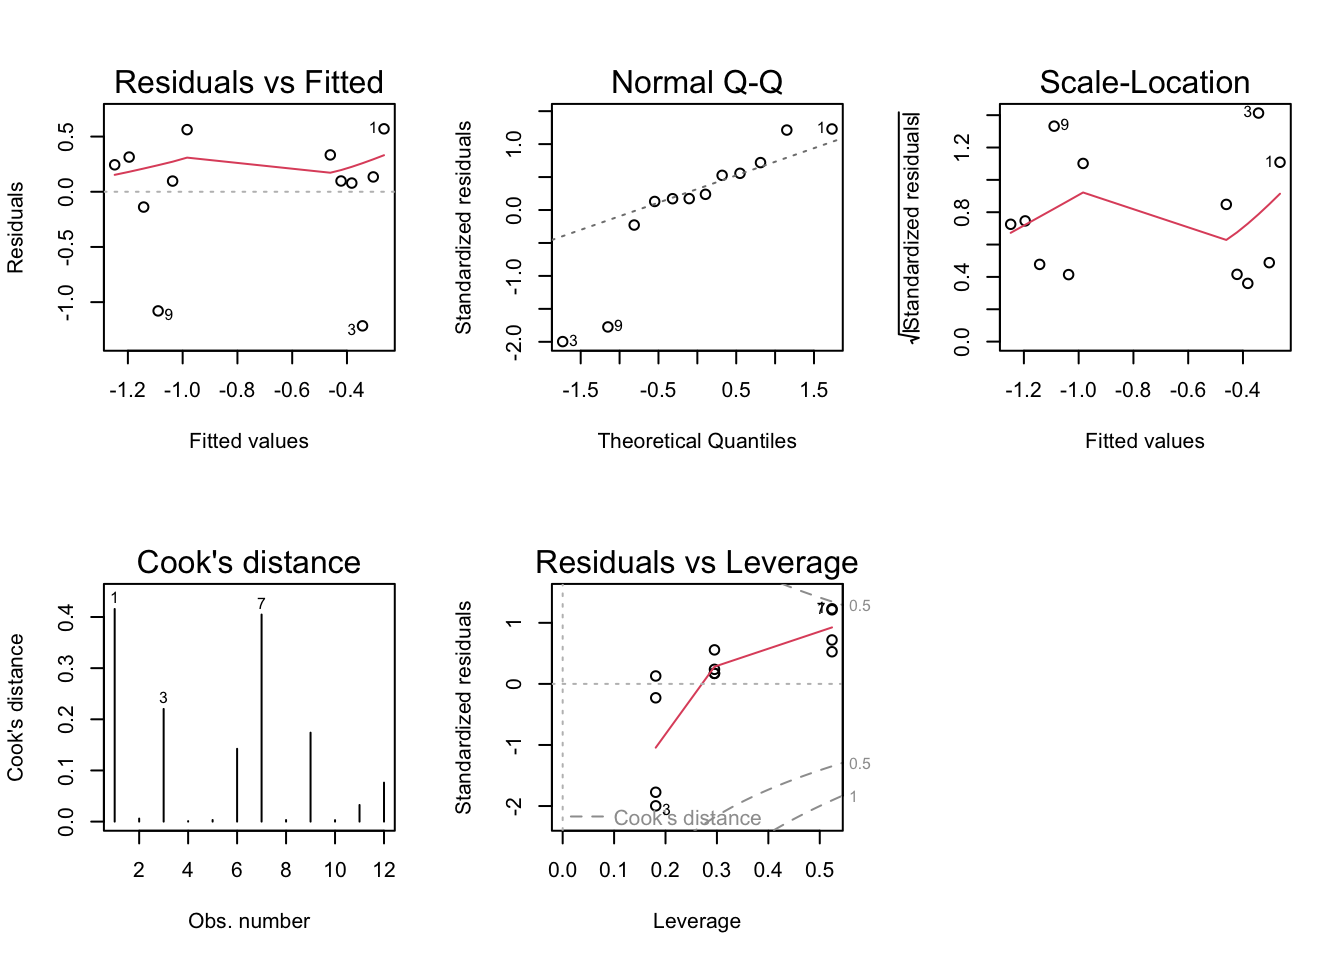 Residuals vs Fitted
Residuals
0.5
0.0
-0.5
-1.0
1
9
3
-1.2 -1.0 -0.8 -0.6 -0.4
Fitted values
Normal Q-Q
Standardized residuals
1.0
0.0
-1.0
-2.0
1
9
3
-1.5 -0.5 0.5 1.5
Theoretical Quantiles
Scale-Location
√|Standardized residuals|
1.2
0.8
0.4
0.0
3
9
1
-1.2 -1.0 -0.8 -0.6 -0.4
Fitted values
Cook's distance
Cook's distance
0.4
0.3
0.2
0.1
0.0
1
7
3
2 4 6 8 10 12
Obs. number
Residuals vs Leverage
Standardized residuals
1
0
-1
-2
0.5
0.5
1
3
Cook's distance
0.0 0.1 0.2 0.3 0.4 0.5
Leverage